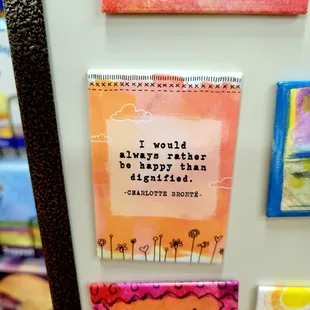 I would
always rather
be happy than
dignified.
-CHARLOTTE BRONTË-